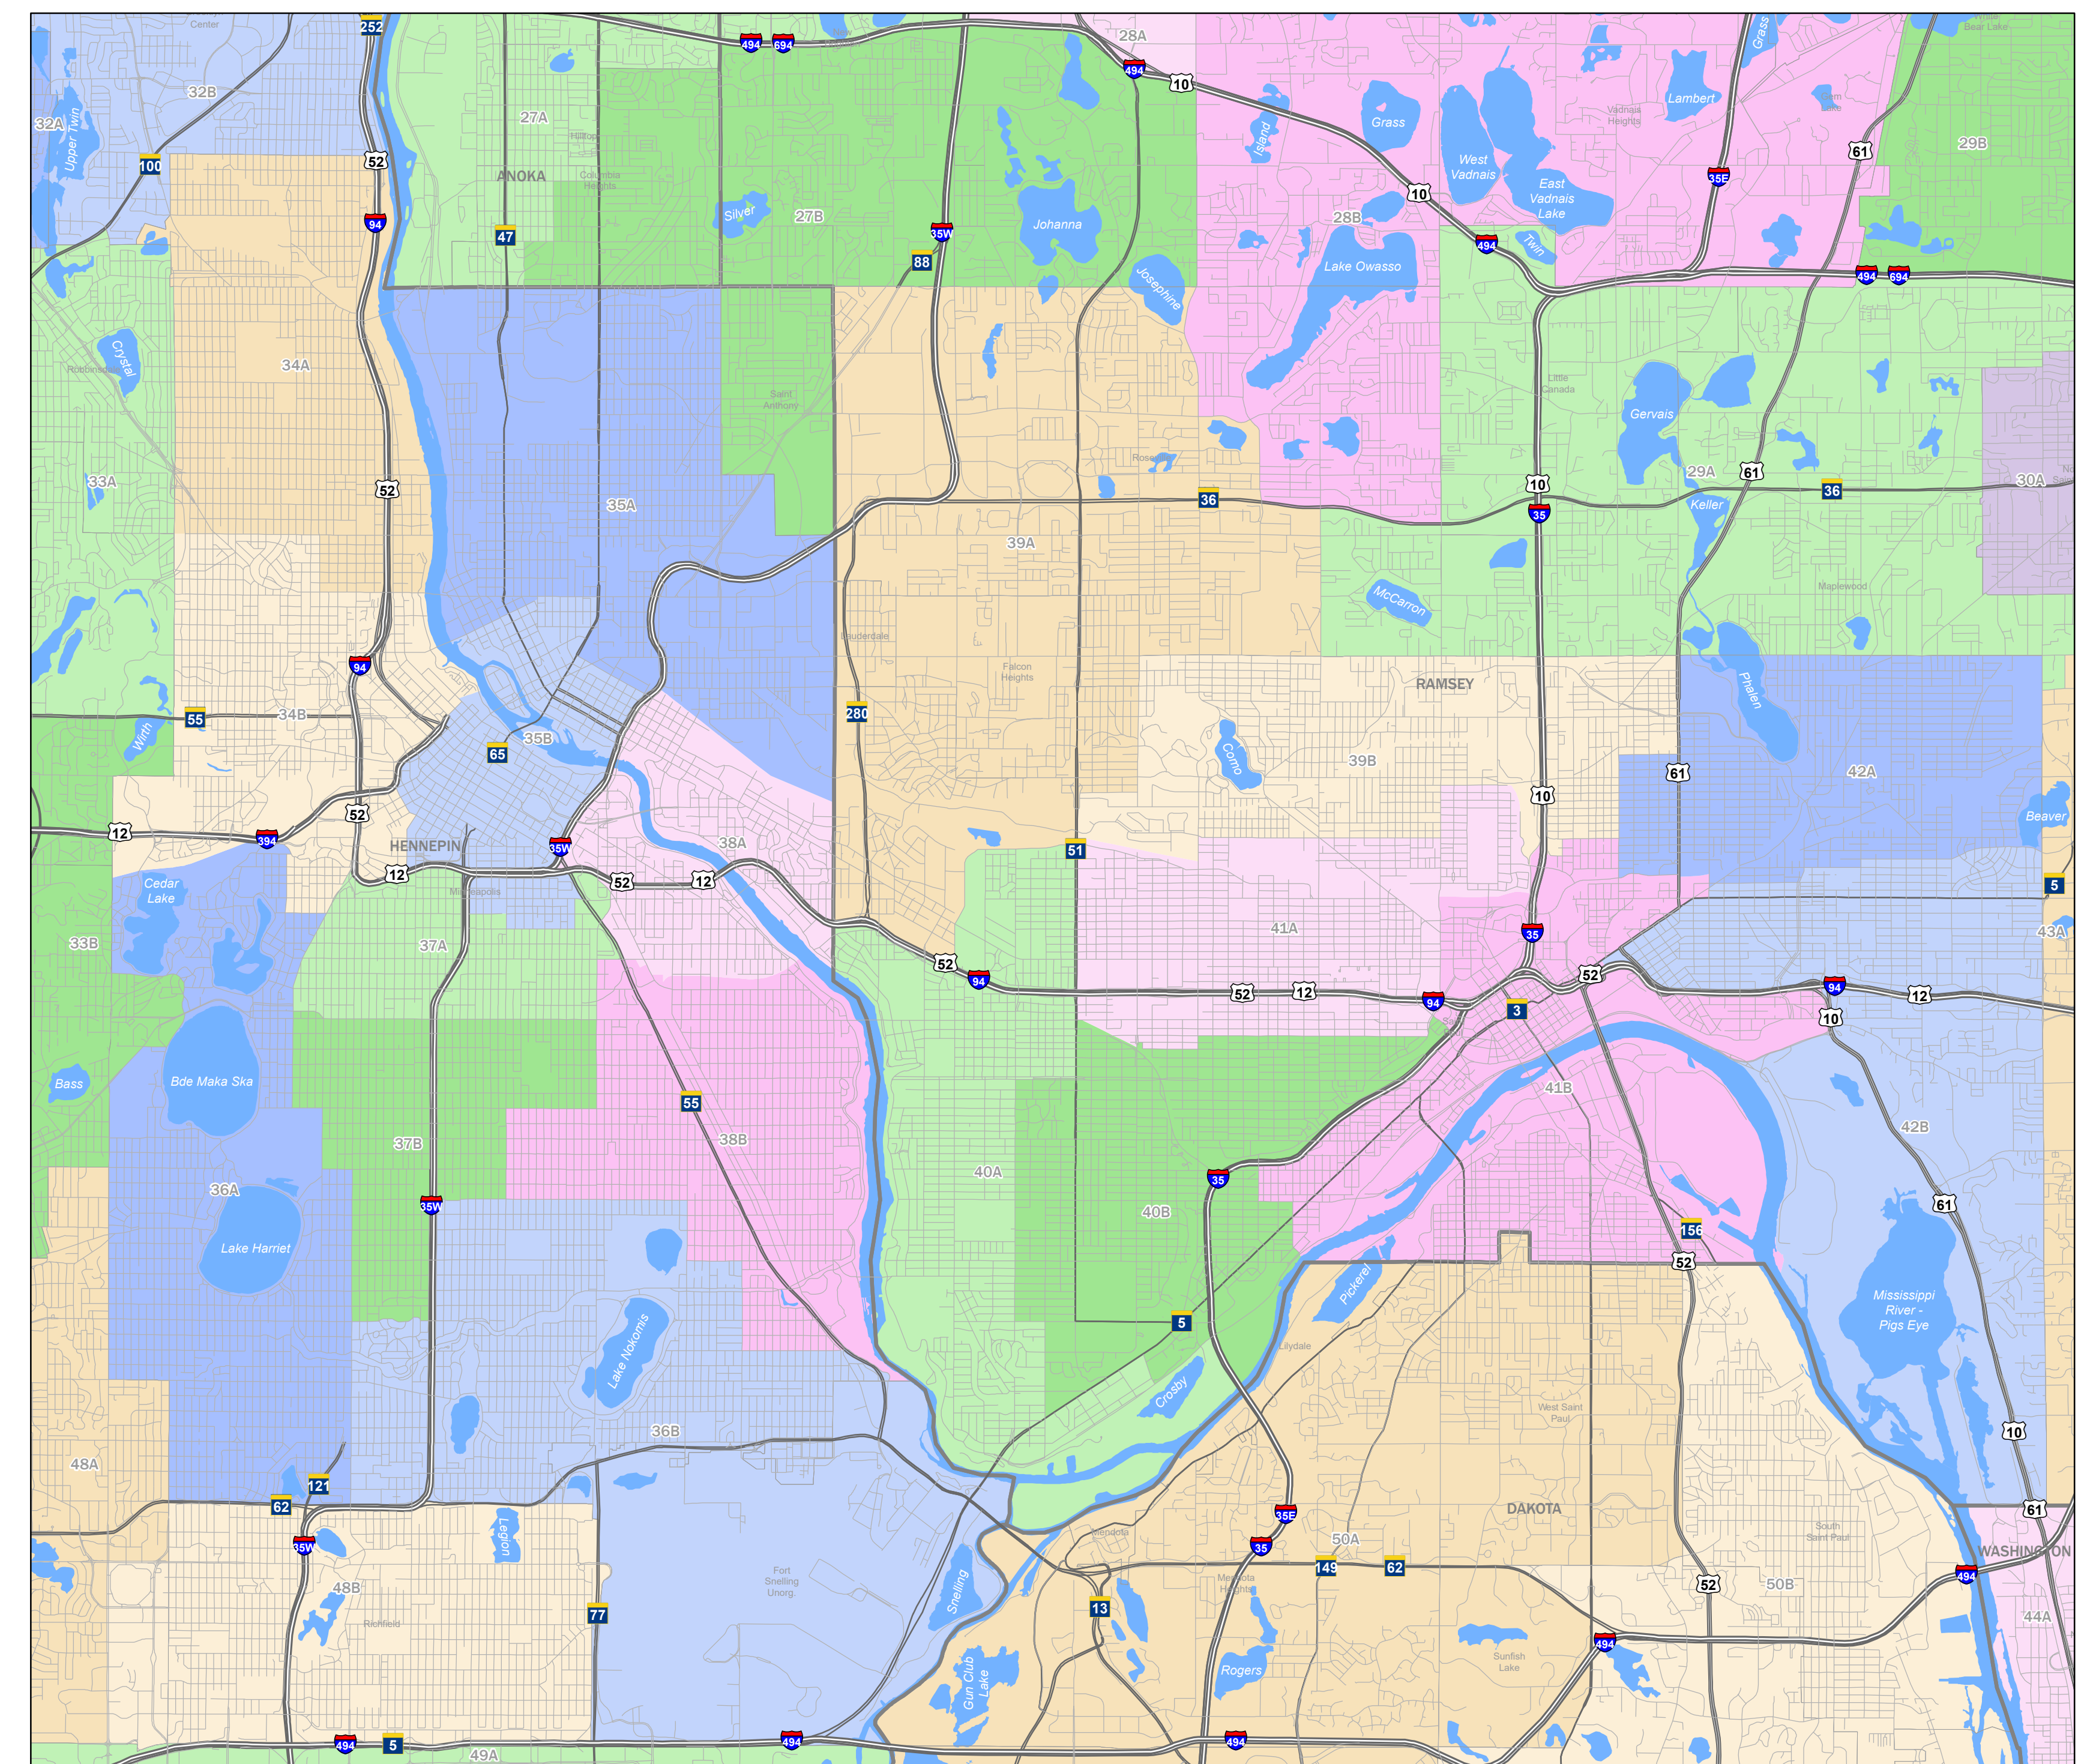 252
Center
494
694
New
28A
Grass
White
Bear Lake
494
10
32B
32A
Upper Twin
100
52
27A
Hilltop
ANOKA
Columbia
Heights
Island
Grass
Lambert
Vadnais
Heights
Gem
Lake
61
29B
West
Vadnais
East
Vadnais
Lake
10
35E
94
47
Silver
27B
35W
88
Johanna
28B
494
Twin
Lake Owasso
Josephine
494
694
Crystal
Robbinsdale
34A
Saint
Anthony
Little
Canada
Gervais
33A
52
35A
Roseville
36
39A
10
35
29A
61
Keller
36
30A
McCarron
Maplewood
Lauderdale
Falcon
Heights
RAMSEY
94
55
34B
Wirth
65
35B
280
Como
39B
61
Phalen
42A
10
Beaver
12
394
52
HENNEPIN
35W
38A
51
12
Minneapolis
52
12
5
Cedar
Lake
33B
37A
41A
35
43A
52
94
52
12
94
52
3
94
12
10
Saint
Paul
Bass
Bde Maka Ska
55
38B
37B
41B
42B
36A
35W
40A
40B
35
156
61
Lake Harriet
52
Pickerel
Mississippi
River -
Pigs Eye
Lake Nokomis
5
Lilydale
Crosby
West Saint
Paul
36B
10
48A
121
62
35W
Legion
35E
35
DAKOTA
50A
Mendota
South
Saint Paul
61
WASHINGTON
494
48B
Richfield
Fort
Snelling
Unorg.
Snelling
13
Mendota
Heights
149
62
52
50B
77
44A
494
Sunfish
Lake
Gun Club
Lake
Rogers
494
5
49A
494
494